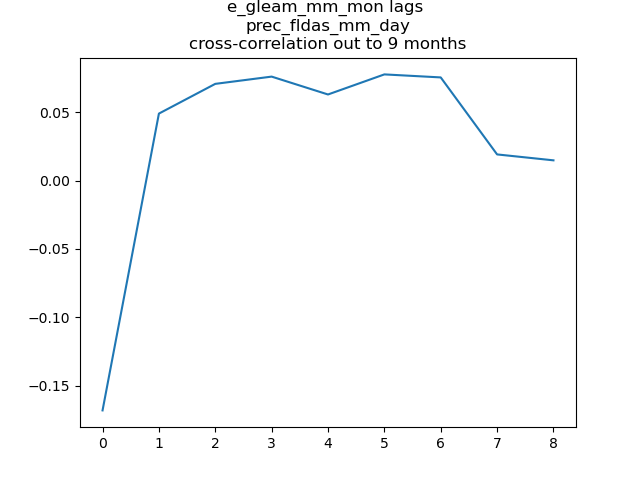 e_gleam_mm_mon lags
prec_fldas_mm_day
cross-correlation out to 9 months
0.05
0.00
−0.05
−0.10
−0.15
0 1 2 3 4 5 6 7 8